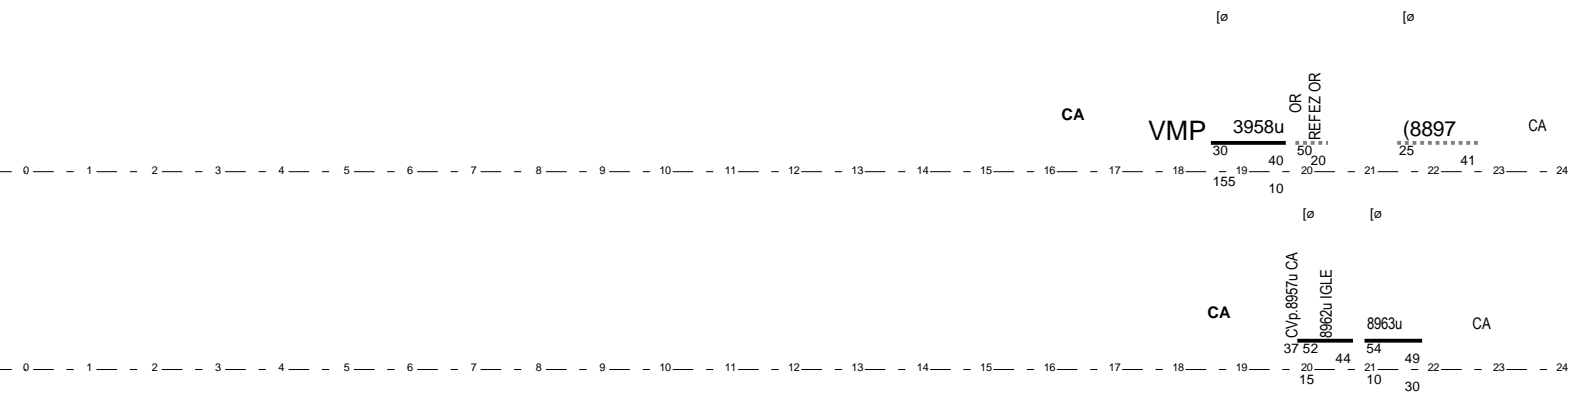 [ø [ø
CA VMP 3958u OR REFEZ OR (8897 CA
30 40 50 20 25 41
0 1 2 3 4 5 6 7 8 9 10 11 12 13 14 15 16 17 18 19 20 21 22 23 24
155 10
[ø [ø
CA CVp.8957u CA 8962u IGLE 8963u CA
37 52 44 54 49
0 1 2 3 4 5 6 7 8 9 10 11 12 13 14 15 16 17 18 19 20 21 22 23 24
15 10 30